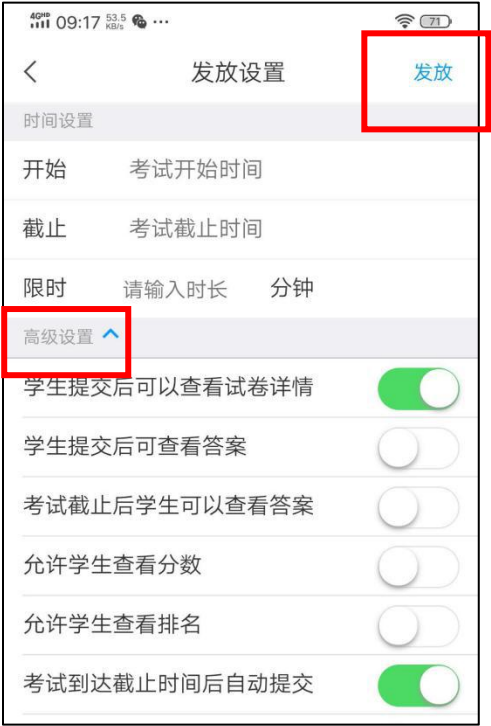 4GHD 09:17 53.5 KB/s ··· 71
发放设置 发放
时间设置
开始 考试开始时间
截止 考试截止时间
限时 请输入时长 分钟
高级设置
学生提交后可以查看试卷详情
学生提交后可查看答案
考试截止后学生可以查看答案
允许学生查看分数
允许学生查看排名
考试到达截止时间后自动提交